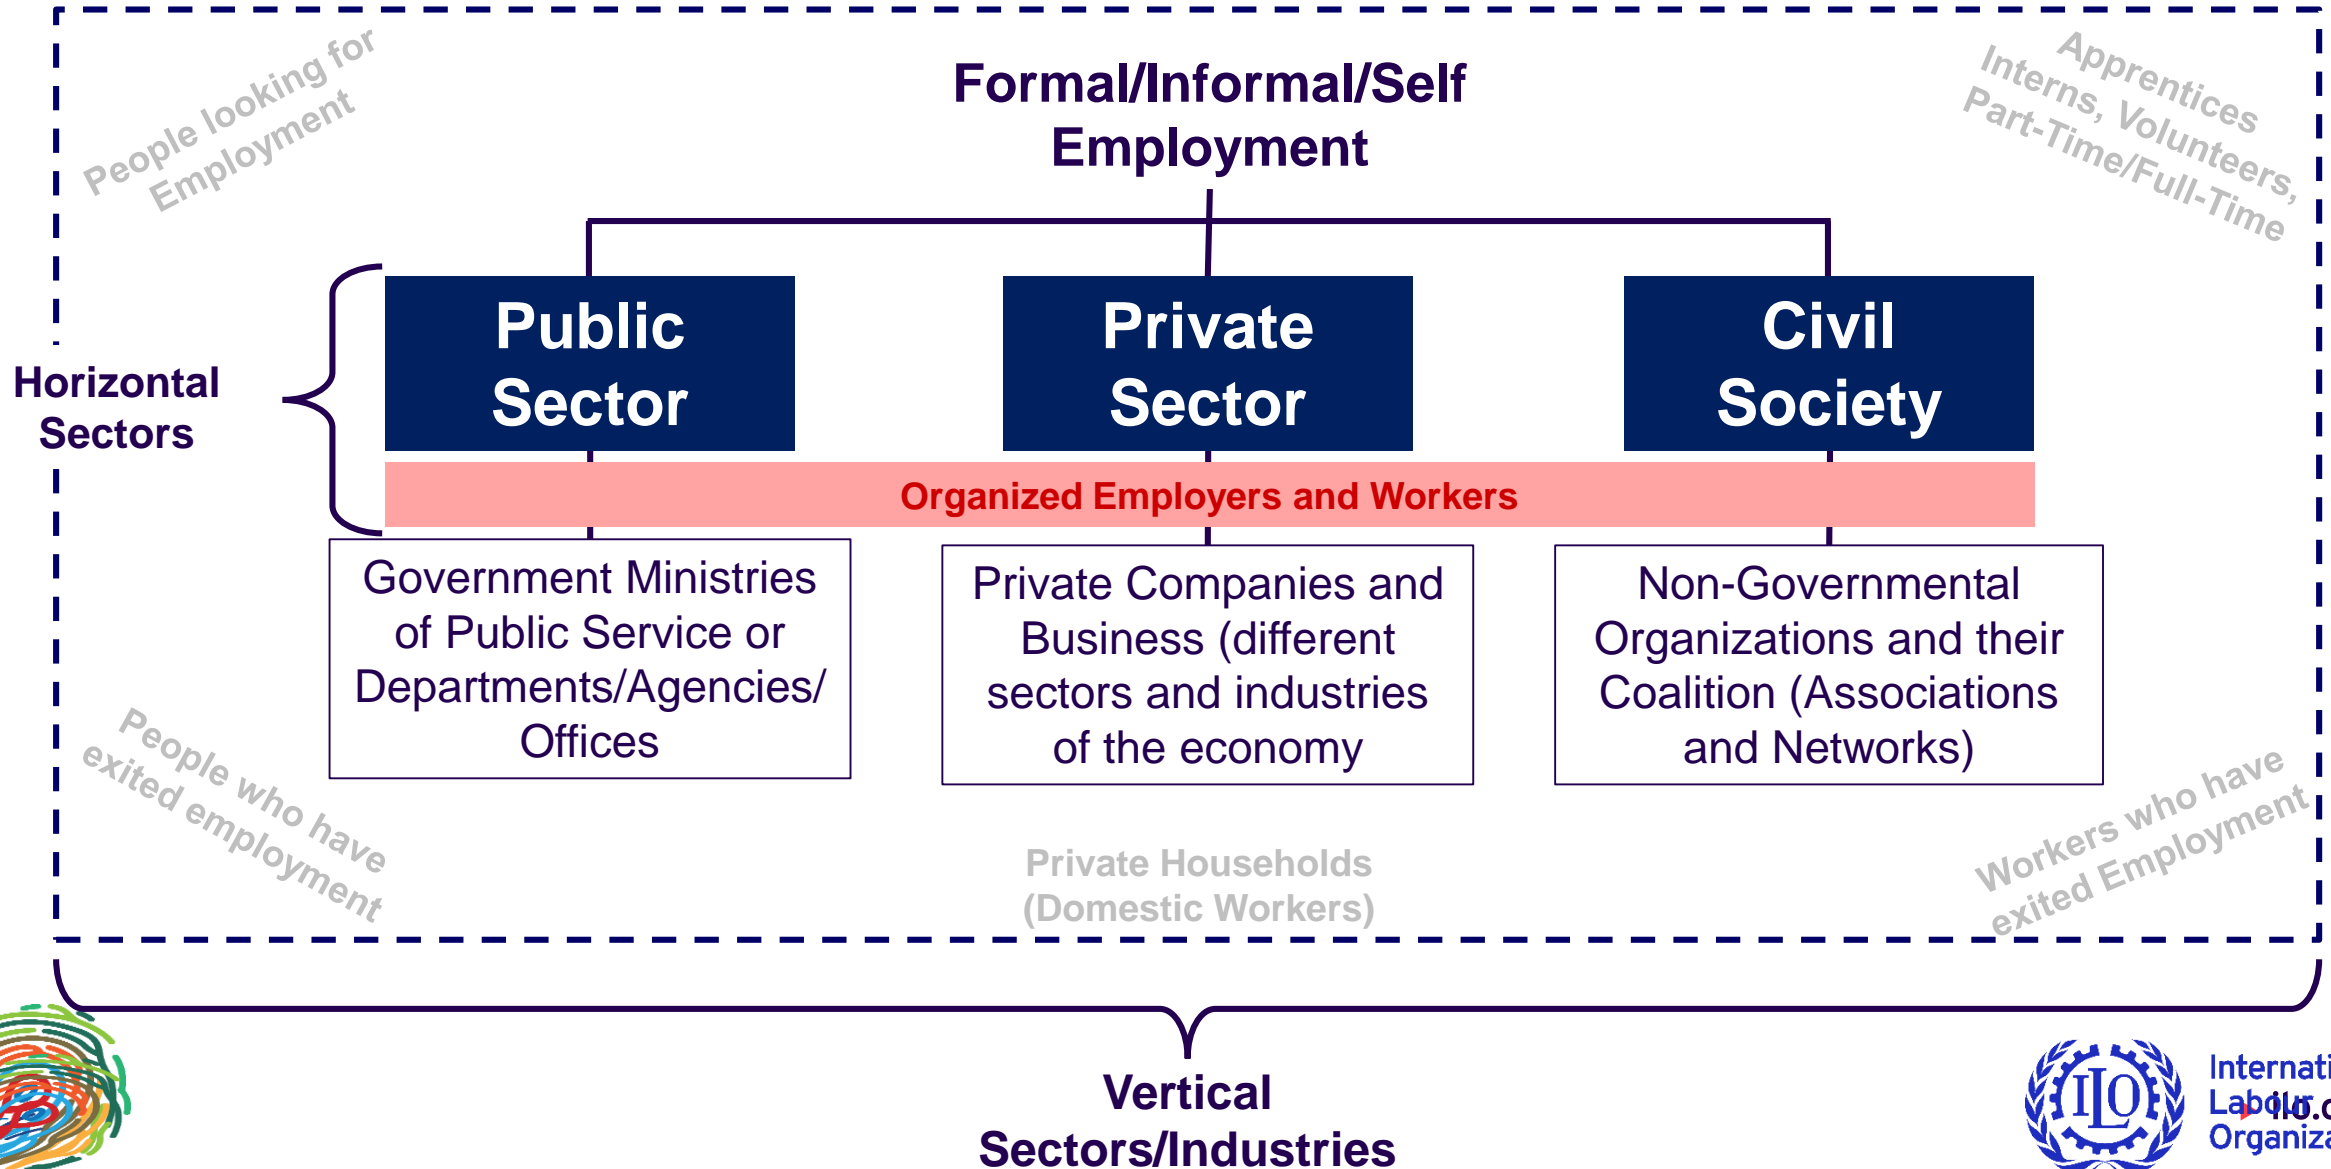 People looking for
Employment
Formal/Informal/Self
Employment
Apprentices
Interns, Volunteers,
Part-Time/Full-Time
Horizontal
Sectors
Public
Sector
Private
Sector
Civil
Society
Organized Employers and Workers
Government Ministries
of Public Service or
Departments/Agencies/
Offices
Private Companies and
Business (different
sectors and industries
of the economy
Non-Governmental
Organizations and their
Coalition (Associations
and Networks)
People who have
exited employment
Private Households
(Domestic Workers)
Workers who have
exited Employment
Vertical
Sectors/Industries
ILO
Labour